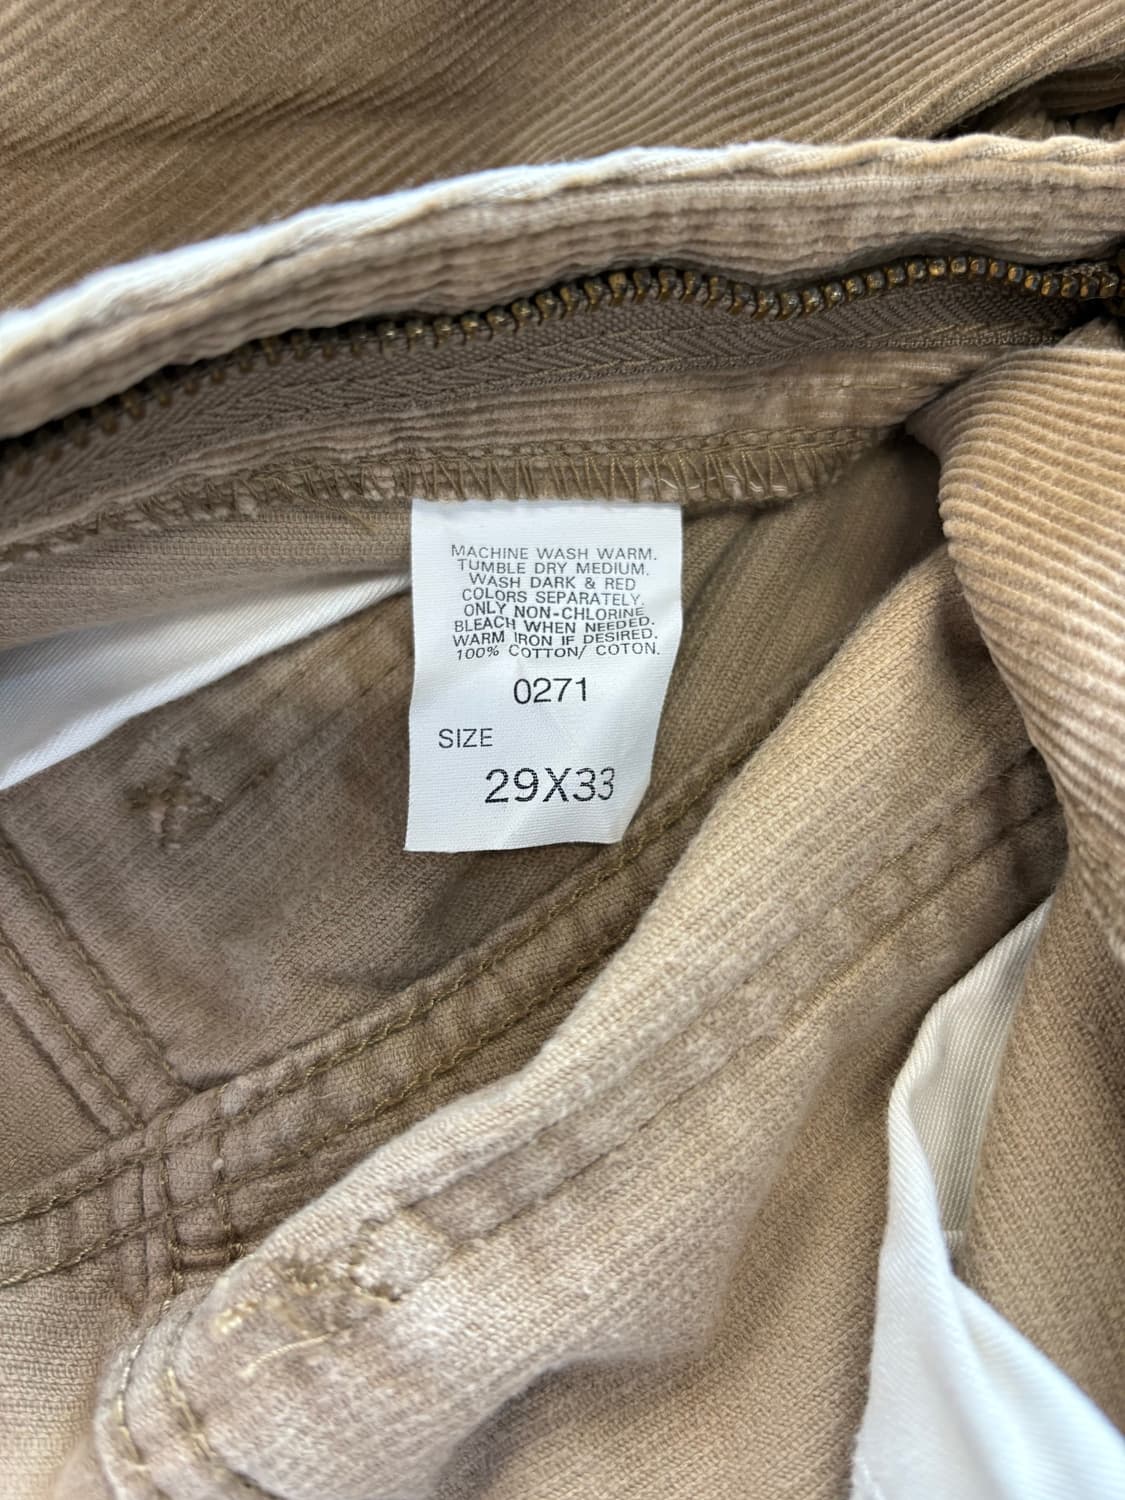 MACHINE WASH WARM.
TUMBLE DRY MEDIUM.
WASH DARK & RED
COLORS SEPARATELY.
ONLY NON-CHLORINE
BLEACH WHEN NEEDED.
WARM IRON IF DESIRED.
100% COTTON/ COTON.
0271
SIZE
29X33